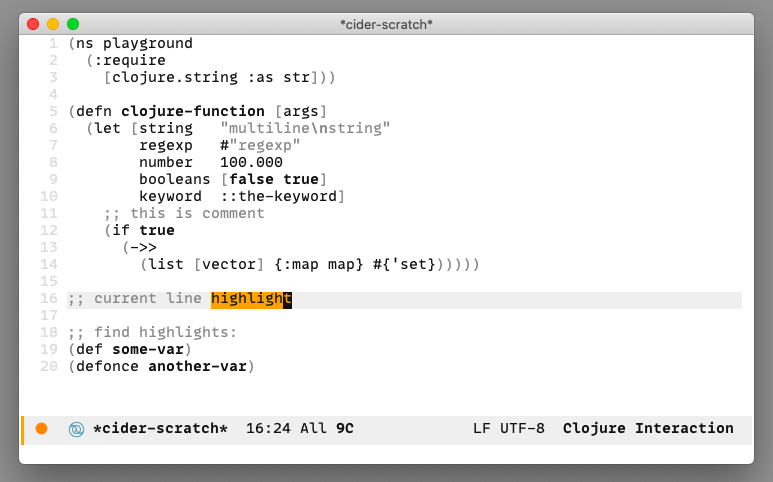 *cider-scratch*
1 (ns playground
2   (:require
3     [clojure.string :as str]))
4
5 (defn clojure-function [args]
6   (let [string   "multiline\nstring"
7         regexp   #"regexp"
8         number   100.000
9         booleans [false true]
10         keyword  ::the-keyword]
11     ;; this is comment
12     (if true
13       (->>
14         (list [vector] {:map map} #{'set})))))
15
16 ;; current line highlight
17
18 ;; find highlights:
19 (def some-var)
20 (defonce another-var)
*cider-scratch*  16:24 All 9C  LF UTF-8  Clojure Interaction